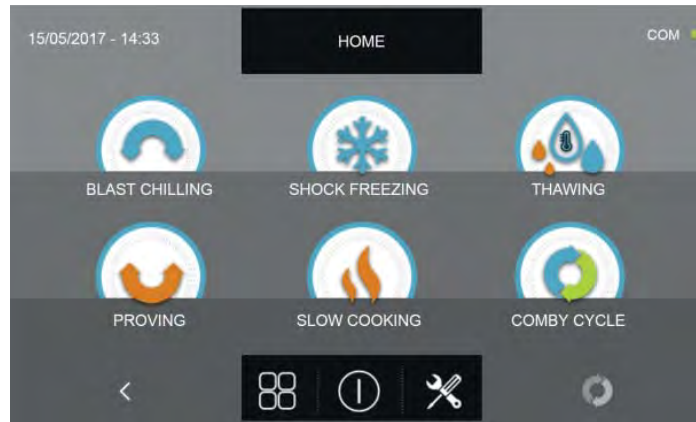 15/05/2017 - 14:33
HOME
COM
BLAST CHILLING
SHOCK FREEZING
THAWING
PROVING
SLOW COOKING
COMBY CYCLE